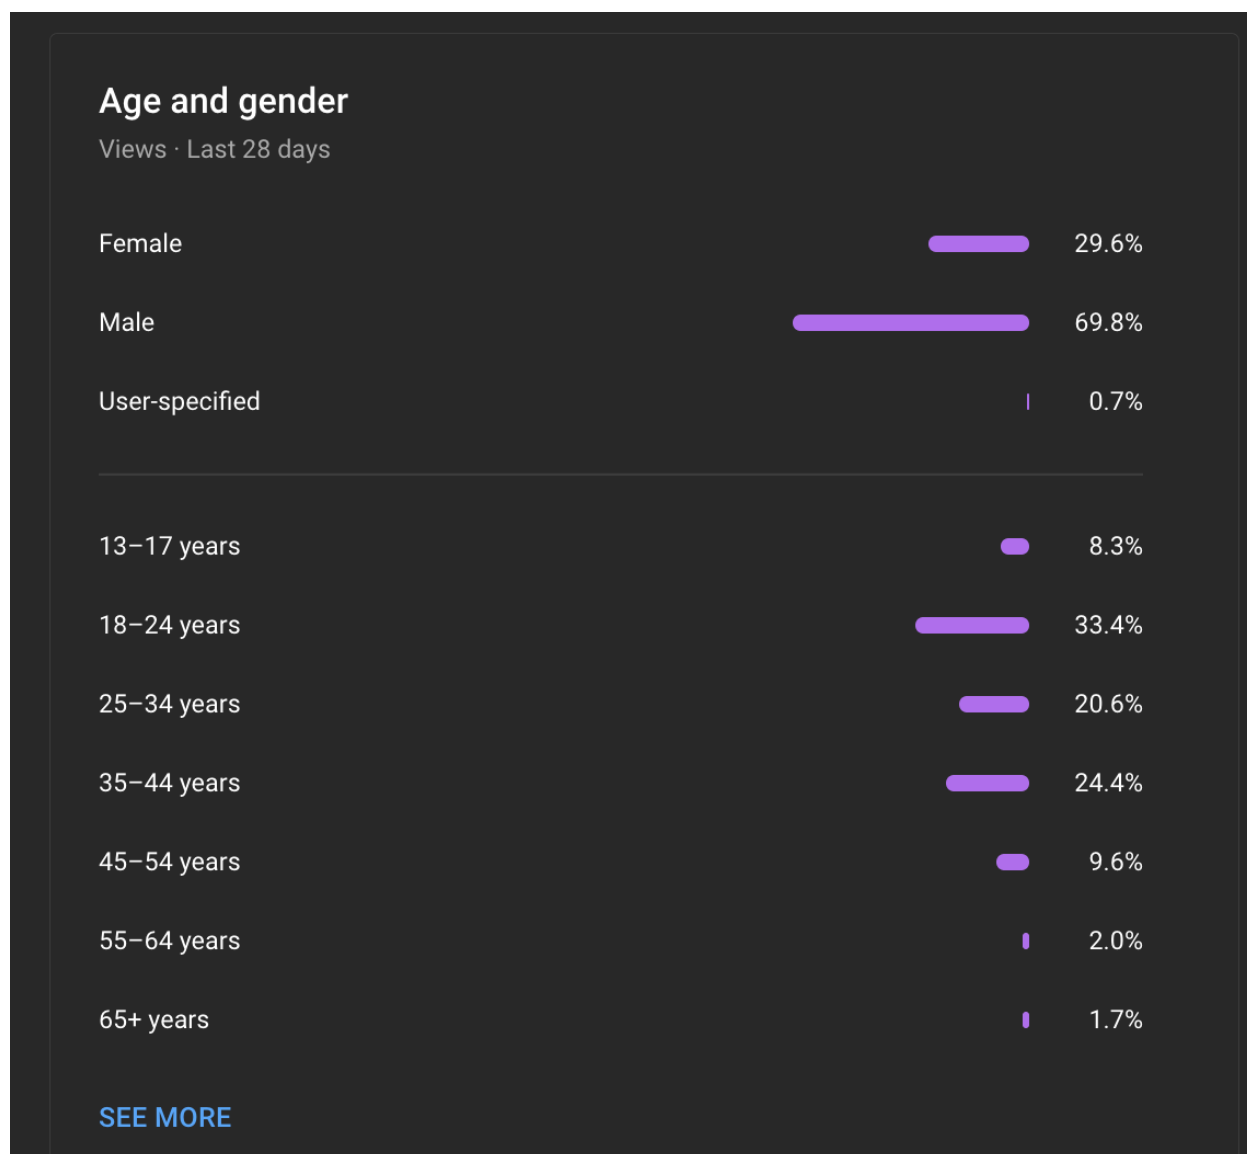 Age and gender
Views · Last 28 days
Female 29.6%
Male 69.8%
User-specified 0.7%
13–17 years 8.3%
18–24 years 33.4%
25–34 years 20.6%
35–44 years 24.4%
45–54 years 9.6%
55–64 years 2.0%
65+ years 1.7%
SEE MORE